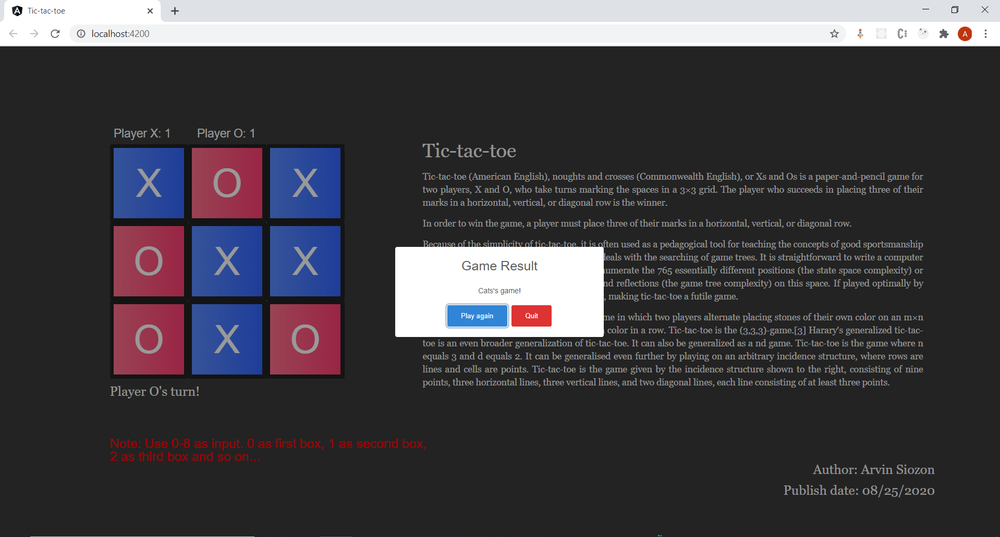 Tic-tac-toe
localhost:4200
A
Player X: 1 Player O: 1
X O X
O X X
O X O
Player O's turn!
Note: Use 0-8 as input. 0 as first box, 1 as second box,
2 as third box and so on...
Tic-tac-toe
Tic-tac-toe (American English), noughts and crosses (Commonwealth English), or Xs and Os is a paper-and-pencil game for
two players, X and O, who take turns marking the spaces in a 3×3 grid. The player who succeeds in placing three of their
marks in a horizontal, vertical, or diagonal row is the winner.
In order to win the game, a player must place three of their marks in a horizontal, vertical, or diagonal row.
Because of the simplicity of tic-tac-toe, it is often used as a pedagogical tool for teaching the concepts of good sportsmanship
deals with the searching of game trees. It is straightforward to write a computer
the 765 essentially different positions (the state space complexity) or
reflections (the game tree complexity) on this space. If played optimally by
, making tic-tac-toe a futile game.
in which two players alternate placing stones of their own color on an m×n
color in a row. Tic-tac-toe is the (3,3,3)-game.[3] Harary's generalized tic-tac-
toe is an even broader generalization of tic-tac-toe. It can also be generalized as a nd game. Tic-tac-toe is the game where n
equals 3 and d equals 2. It can be generalised even further by playing on an arbitrary incidence structure, where rows are
lines and cells are points. Tic-tac-toe is the game given by the incidence structure shown to the right, consisting of nine
points, three horizontal lines, three vertical lines, and two diagonal lines, each line consisting of at least three points.
Game Result
Cats's game!
Play again Quit
Author: Arvin Siozon
Publish date: 08/25/2020